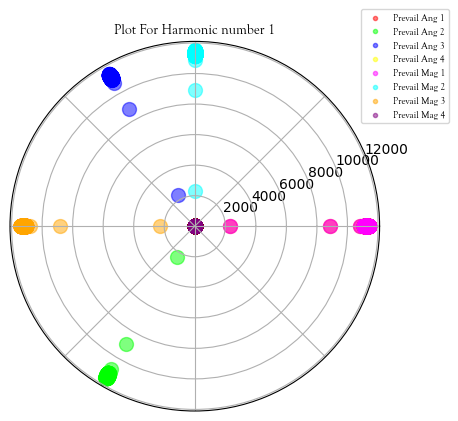 Plot For Harmonic number 1
Prevail Ang 1
Prevail Ang 2
Prevail Ang 3
Prevail Ang 4
Prevail Mag 1
Prevail Mag 2
Prevail Mag 3
Prevail Mag 4
12000
10000
8000
6000
4000
2000